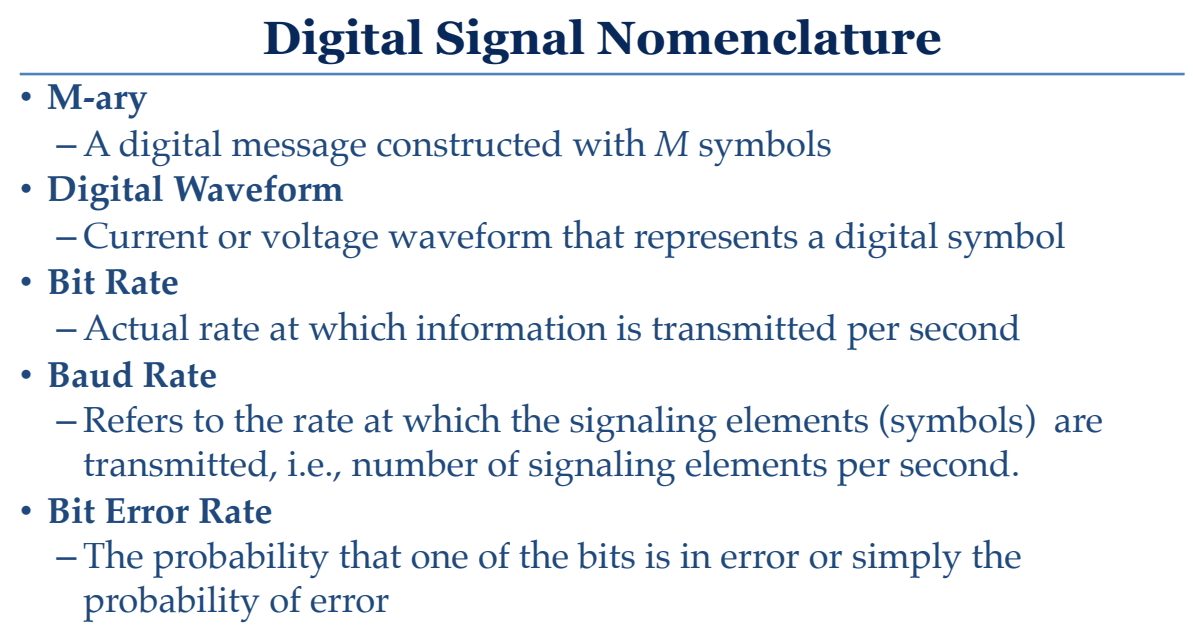 Digital Signal Nomenclature
• M-ary
– A digital message constructed with M symbols
• Digital Waveform
– Current or voltage waveform that represents a digital symbol
• Bit Rate
– Actual rate at which information is transmitted per second
• Baud Rate
– Refers to the rate at which the signaling elements (symbols) are
transmitted, i.e., number of signaling elements per second.
• Bit Error Rate
– The probability that one of the bits is in error or simply the
probability of error